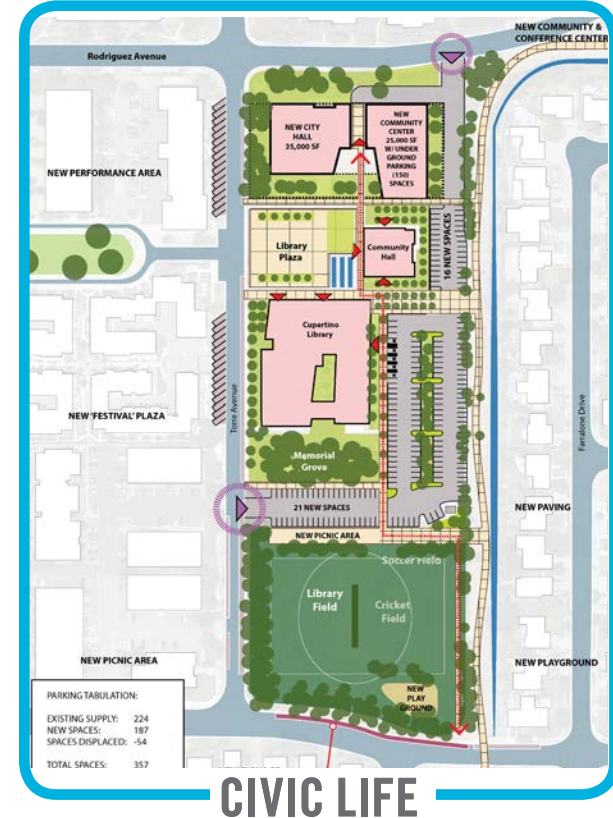 NEW COMMUNITY &
CONFERENCE CENTER
Rodriguez Avenue
NEW CITY
HALL
35,000 SF
NEW
COMMUNITY
CENTER
25,000 SF
W/ UNDER
GROUND
PARKING
(150)
SPACES
NEW PERFORMANCE AREA
Library
Plaza
Community
Hall
16 NEW SPACES
Cupertino
Library
Torre Avenue
Farralone Drive
NEW 'FESTIVAL' PLAZA
Memorial
Grove
21 NEW SPACES
NEW PAVING
NEW PICNIC AREA
Soccer Field
Library
Field
Cricket
Field
NEW PICNIC AREA
NEW PLAYGROUND
NEW
PLAY
GROUND
PARKING TABULATION:
EXISTING SUPPLY: 224
NEW SPACES: 187
SPACES DISPLACED: -54
TOTAL SPACES: 357
CIVIC LIFE